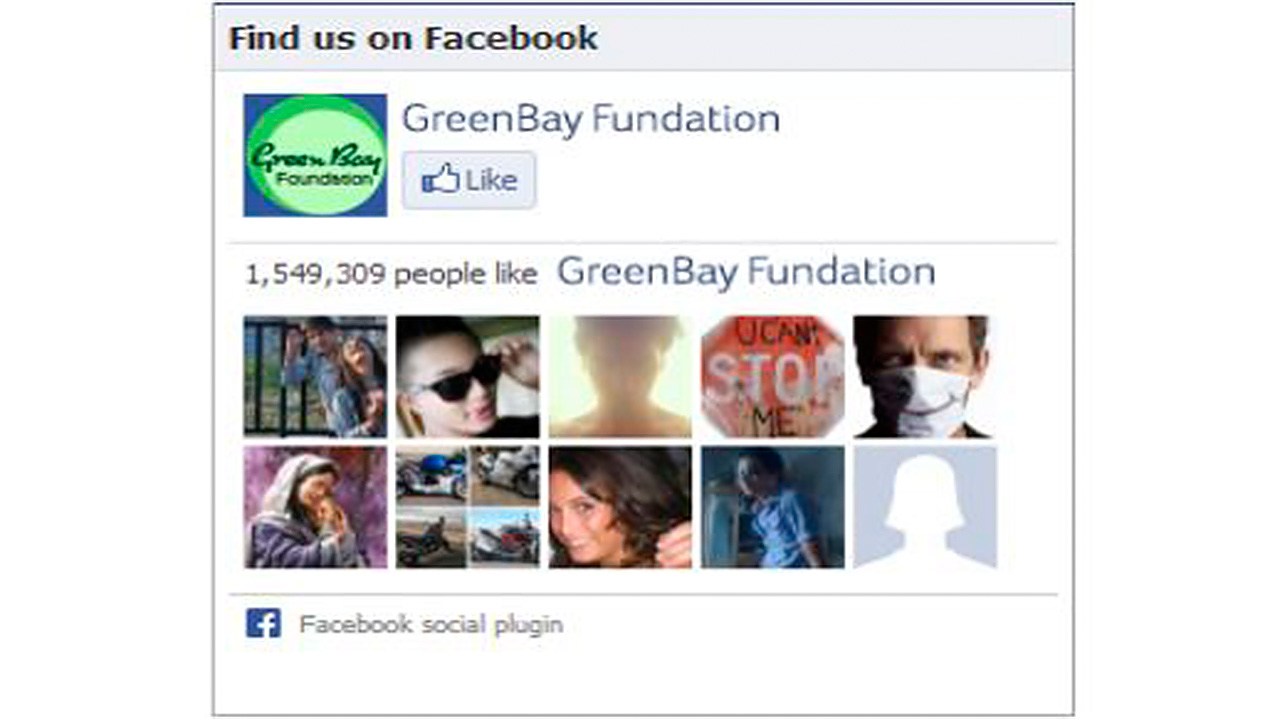 Find us on Facebook
Green Bay
Foundation
GreenBay Fundation
Like
1,549,309 people like GreenBay Fundation
U CAN'T
STOP
ME
Facebook social plugin